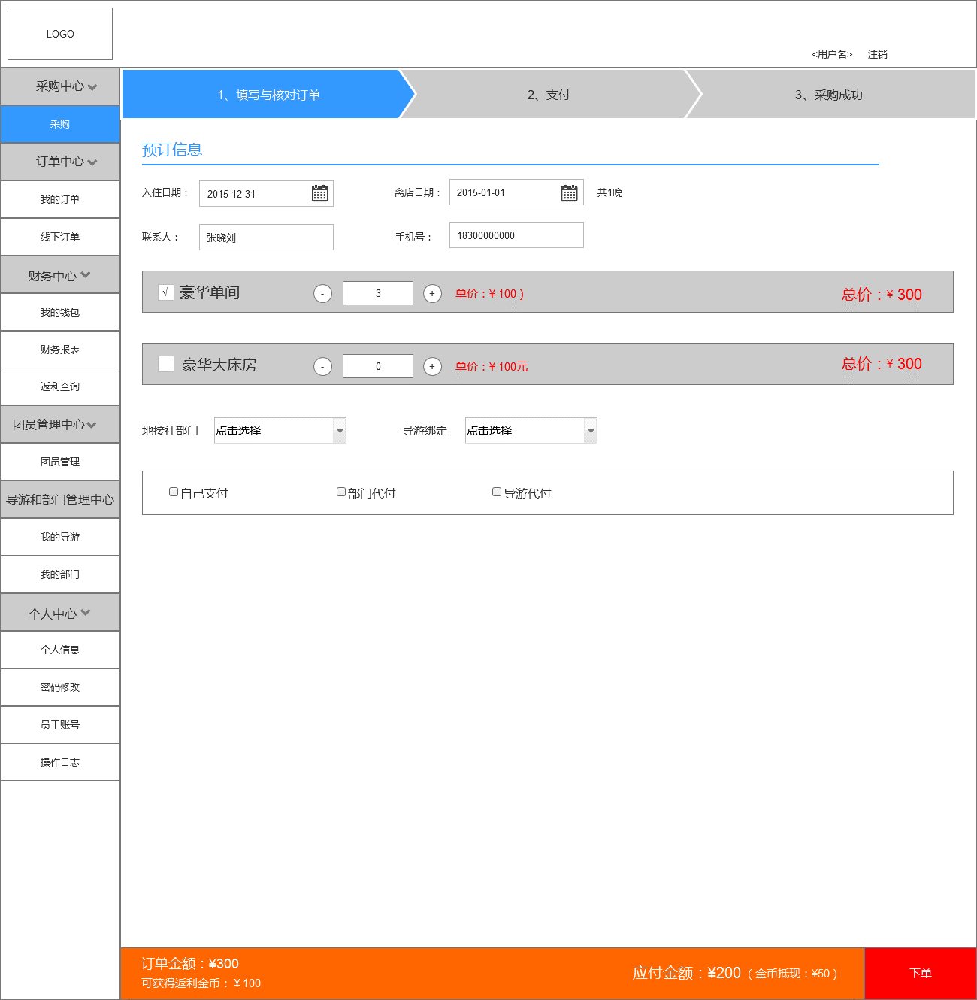 LOGO
<用户名> 注销
采购中心
采购
订单中心
我的订单
线下订单
财务中心
我的钱包
财务报表
返利查询
团员管理中心
团员管理
导游和部门管理中心
我的导游
我的部门
个人中心
个人信息
密码修改
员工账号
操作日志
1、填写与核对订单
2、支付
3、采购成功
预订信息
入住日期： 2015-12-31 离店日期： 2015-01-01 共1晚
联系人： 张晓刘 手机号： 18300000000
√ 豪华单间 - 3 + 单价：¥ 100 ) 总价：¥ 300
豪华大床房 - 0 + 单价：¥ 100元 总价：¥ 300
地接社部门 点击选择 导游绑定 点击选择
自己支付 部门代付 导游代付
订单金额：¥300
可获得返利金币：￥100
应付金额：¥200（金币抵现：¥50）
下单